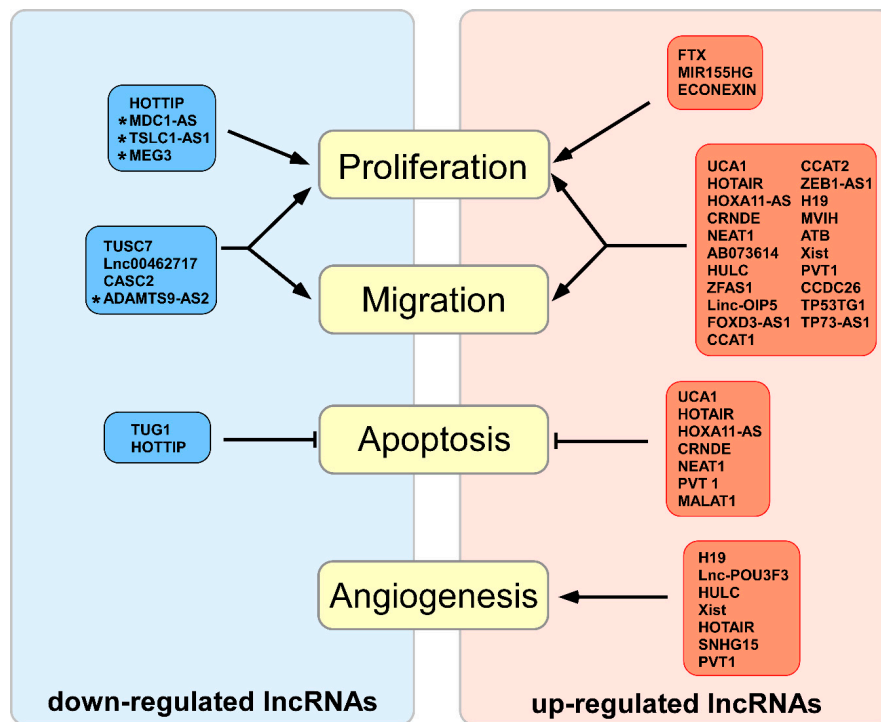 HOTTIP
*MDC1-AS
*TSLC1-AS1
*MEG3
TUSC7
Lnc00462717
CASC2
*ADAMTS9-AS2
TUG1
HOTTIP
Proliferation
Migration
Apoptosis
Angiogenesis
FTX
MIR155HG
ECONEXIN
UCA1 CCAT2
HOTAIR ZEB1-AS1
HOXA11-AS H19
CRNDE MVIH
NEAT1 ATB
AB073614 Xist
HULC PVT1
ZFAS1 CCDC26
Linc-OIP5 TP53TG1
FOXD3-AS1 TP73-AS1
CCAT1
UCA1
HOTAIR
HOXA11-AS
CRNDE
NEAT1
PVT 1
MALAT1
H19
Lnc-POU3F3
HULC
Xist
HOTAIR
SNHG15
PVT1
down-regulated lncRNAs
up-regulated lncRNAs